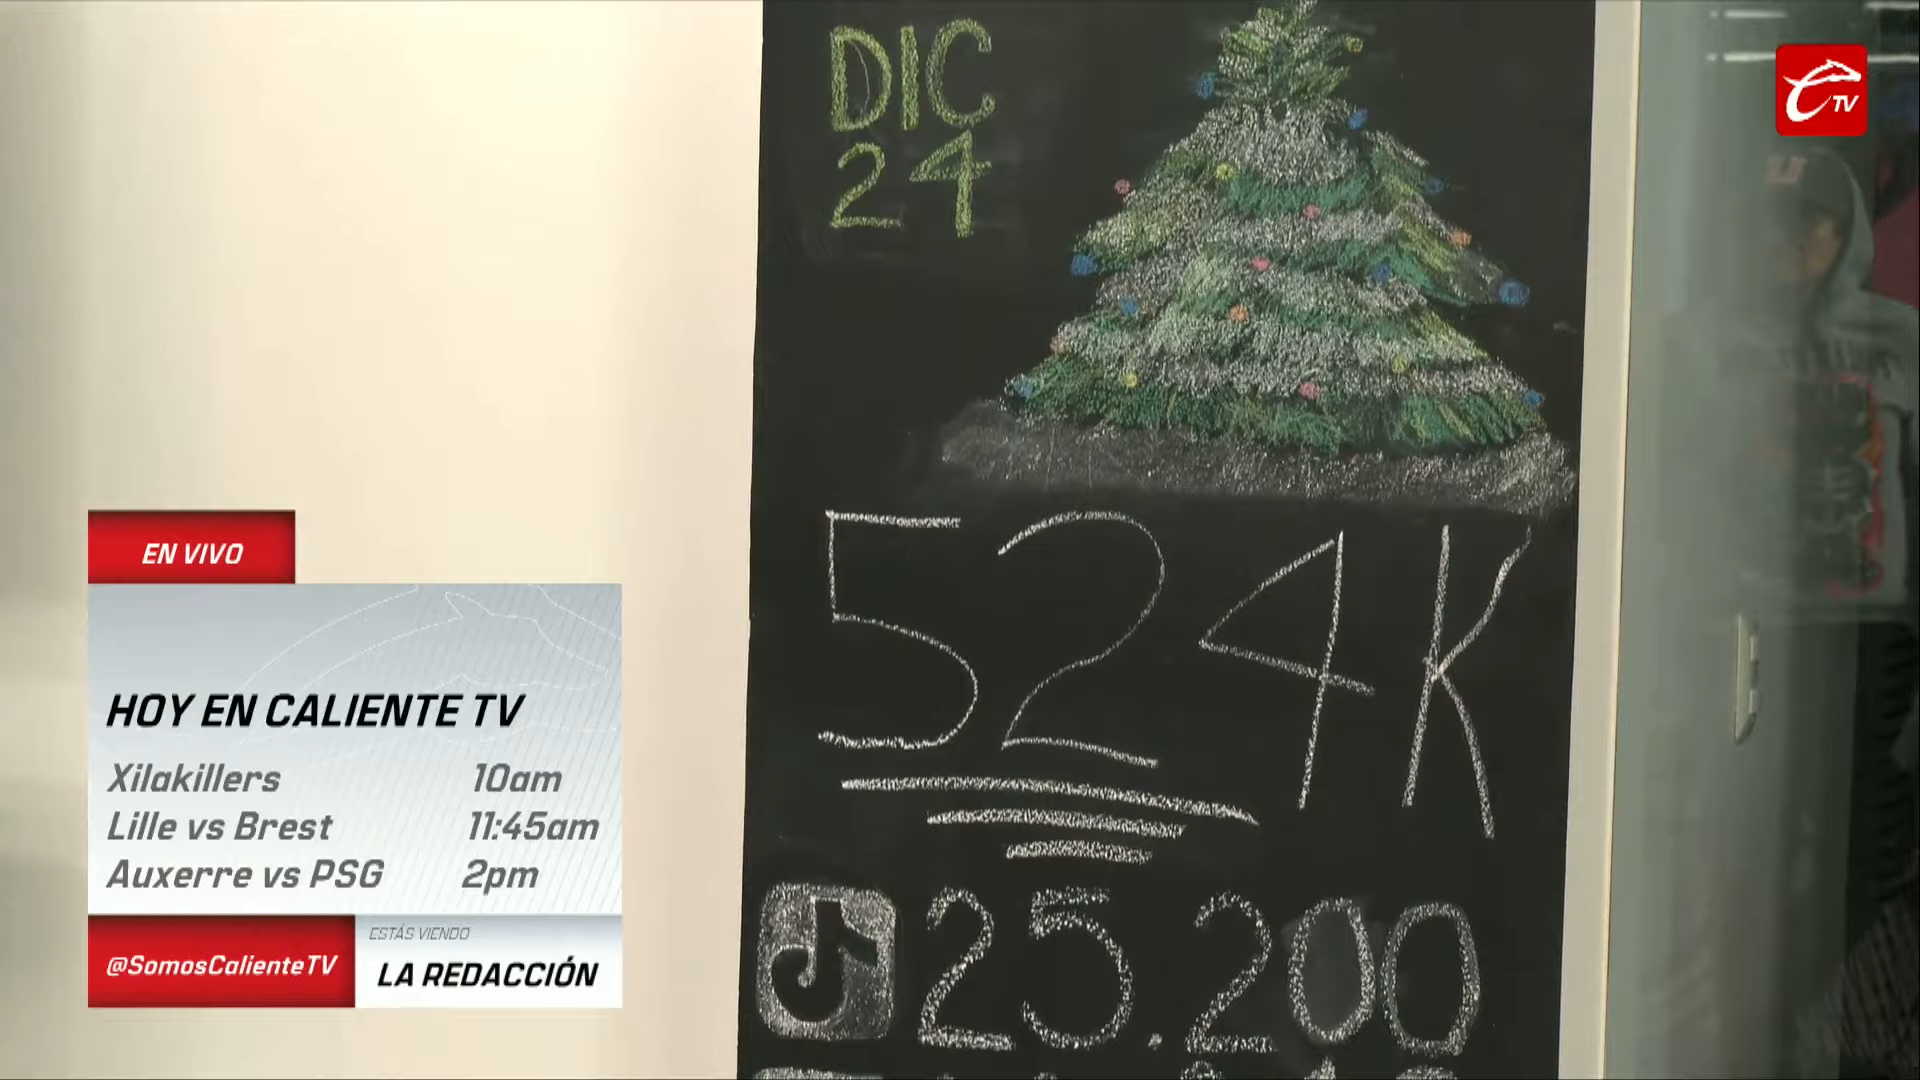 DIC
24
TV
524K
25.200
EN VIVO
HOY EN CALIENTE TV
Xilakillers 10am
Lille vs Brest 11:45am
Auxerre vs PSG 2pm
@SomosCalienteTV
ESTÁS VIENDO
LA REDACCIÓN